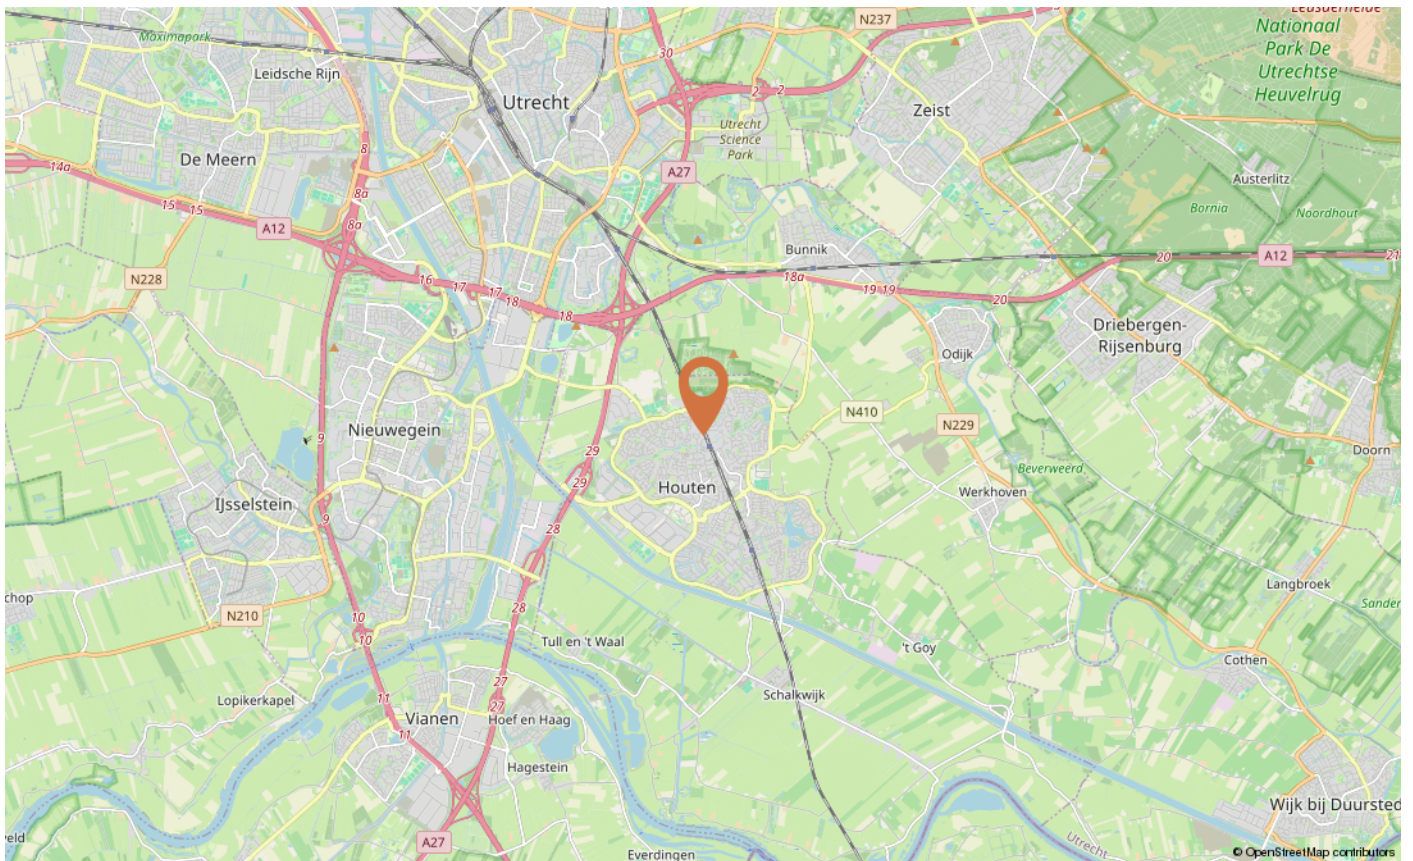 Leusderheide
N237
Nationaal
Park De
Utrechtse
Heuvelrug
Maximapark
30
Leidsche Rijn
Utrecht
2
2
Zeist
Utrecht
Science
Park
8
De Meern
14a
A27
Austerlitz
8a
15
15
Bornia
Noordhout
8a
A12
Bunnik
A12
20
21
N228
16
17
17
18
18a
19
19
20
18
Driebergen-
Rijsenburg
Odijk
N410
N229
9
Nieuwegein
29
Doorn
29
Beverweerd
Houten
Werkhoven
IJsselstein
9
28
Langbroek
chop
28
Sander
N210
10
10
Tull en 't Waal
't Goy
Cothen
27
Schalkwijk
Lopikerkapel
11
27
Vianen
Hoef en Haag
11
Hagestein
Wijk bij Duursted
eld
A27
Utrecht
Everdingen
© OpenStreetMap contributors